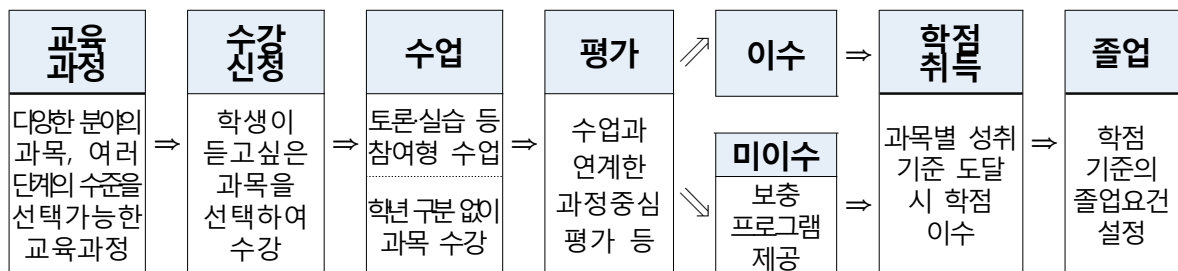 교육
과정
다양한 분야의
과목, 여러
단계의 수준을
선택가능한
교육과정
⇒
수강
신청
학생이
듣고싶은
과목을
선택하여
수강
⇒
수업
토론·실습 등
참여형 수업
학년 구분 없이
과목 수강
⇒
평가
수업과
연계한
과정중심
평가 등
⇗
이수
⇒
⇘
미이수
보충
프로그램
제공
⇒
학점
취득
과목별 성취
기준 도달
시 학점
이수
⇒
졸업
학점
기준의
졸업요건
설정